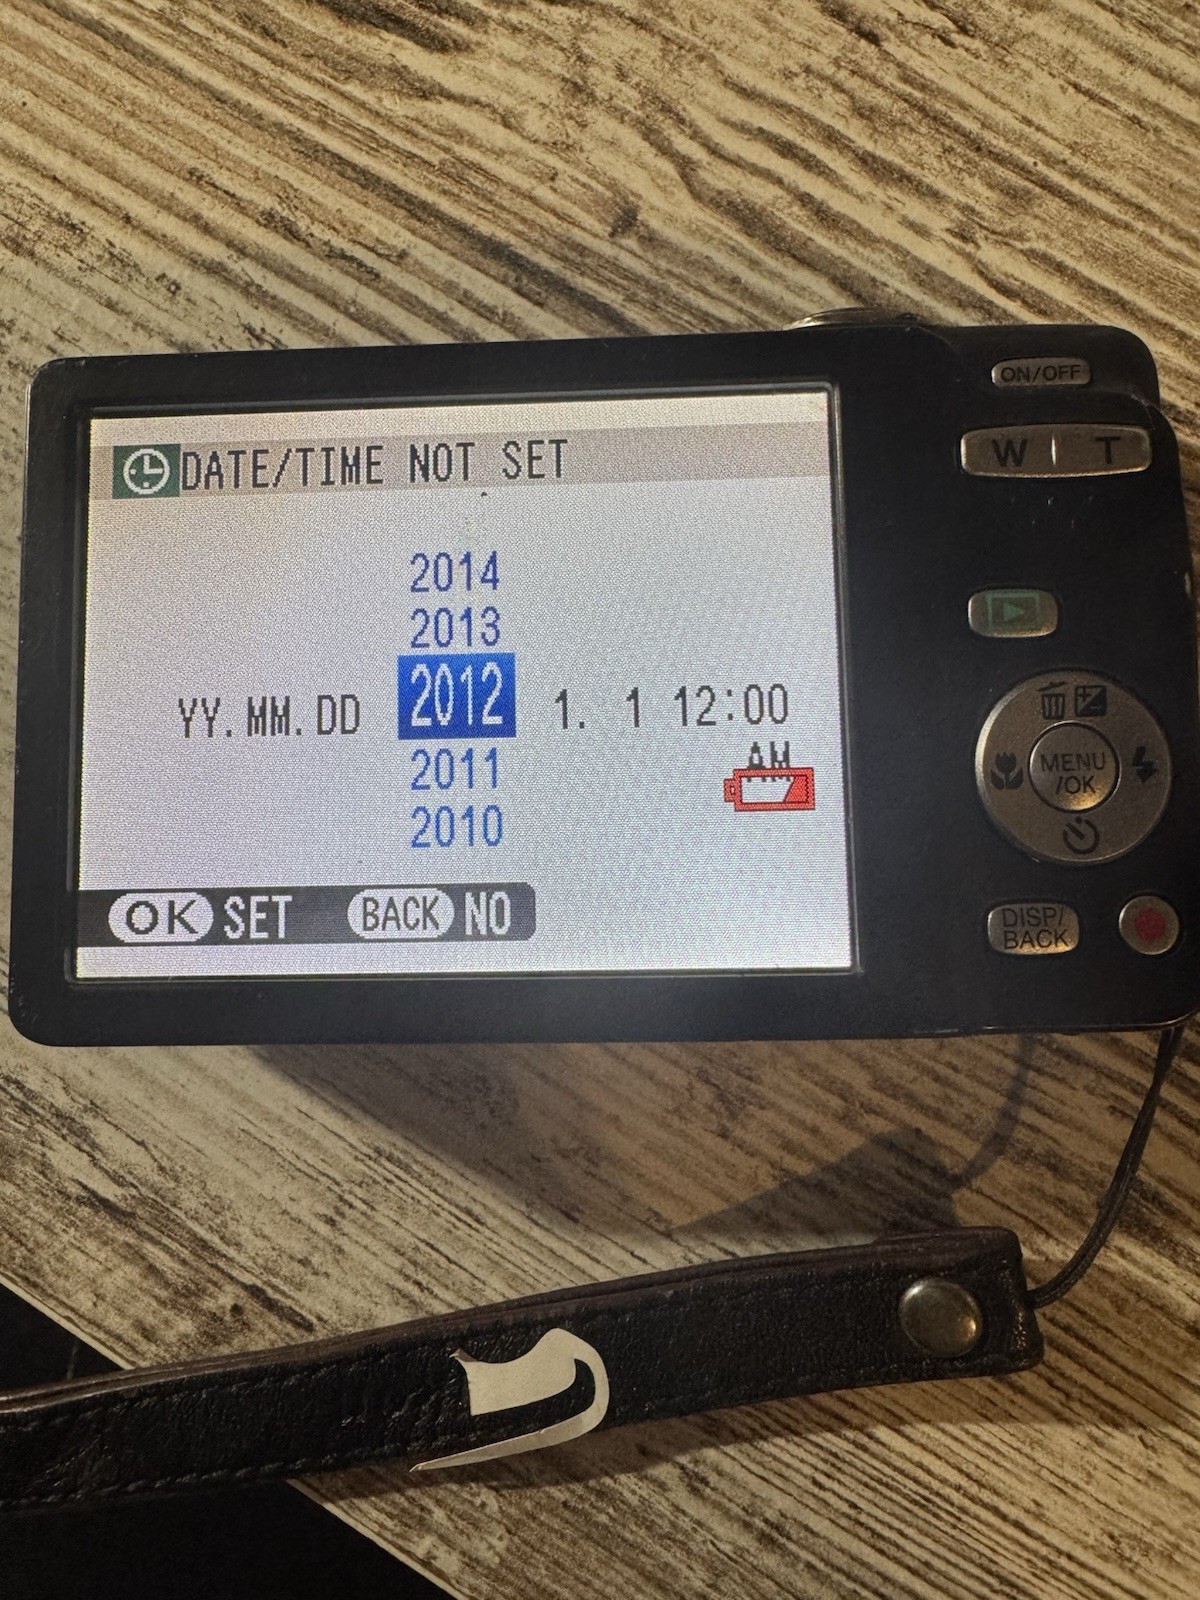 ON/OFF
W T
DATE/TIME NOT SET
2014
2013
YY.MM.DD 2012 1. 1 12:00
AM
2011
2010
MENU
/OK
OK SET BACK NO
DISP/
BACK